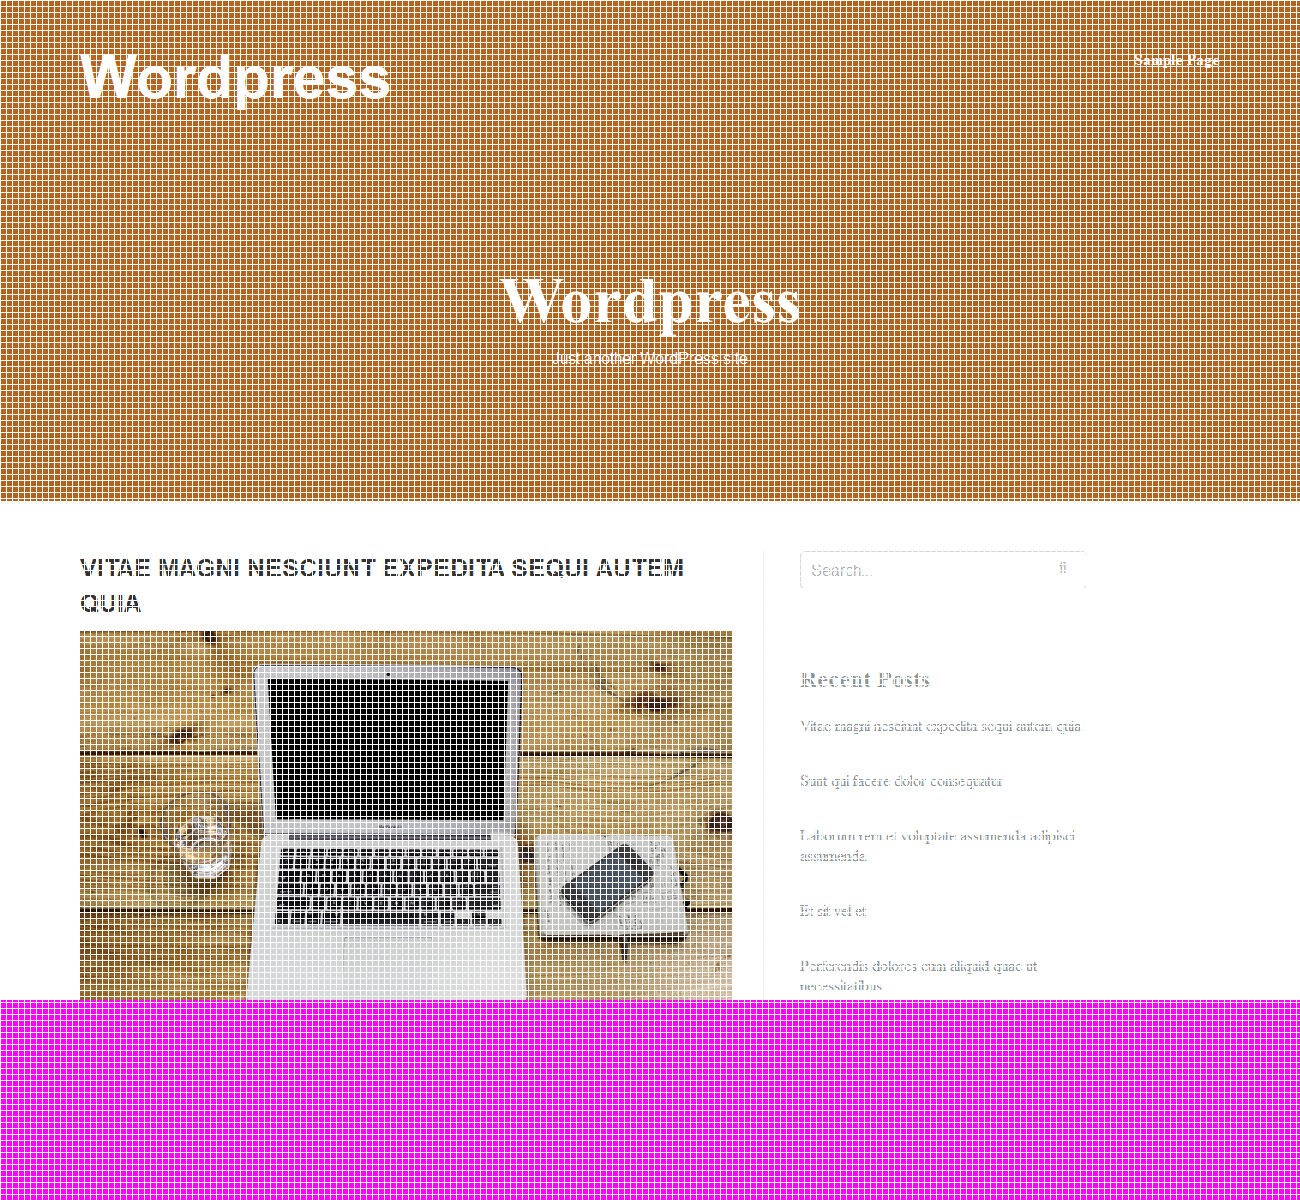 Wordpress
Sample Page
Wordpress
Just another WordPress site
VITAE MAGNI NESCIUNT EXPEDITA SEQUI AUTEM
QUIA
Search...
Recent Posts
Vitae magni nesciunt expedita sequi autem quia
Sunt qui facere dolor consequatur
Laborum rem et voluptate assumenda adipisci
assumenda
Et sit vel et
Perferendis dolores cum aliquid quae ut
necessitatibus